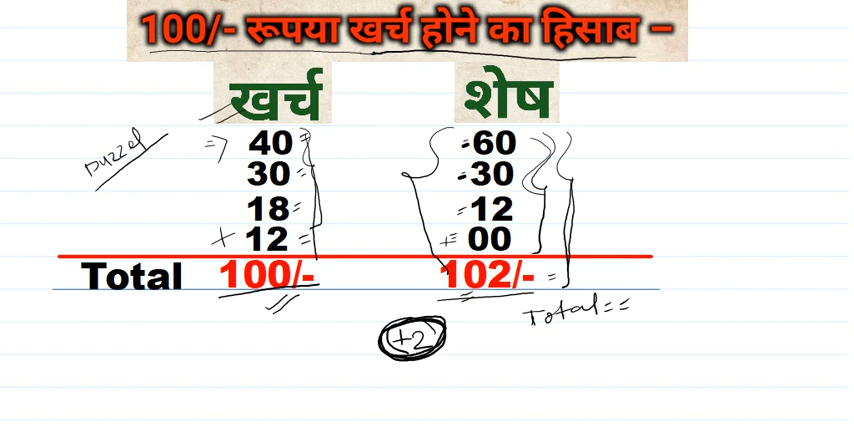 100/- रूपया खर्च होने का हिसाब –
खर्च शेष
puzzel => 40 = - 60
30 = - 30
18 = = 12
+ 12 = += 00
Total 100/- 102/- =
Total ==
+2